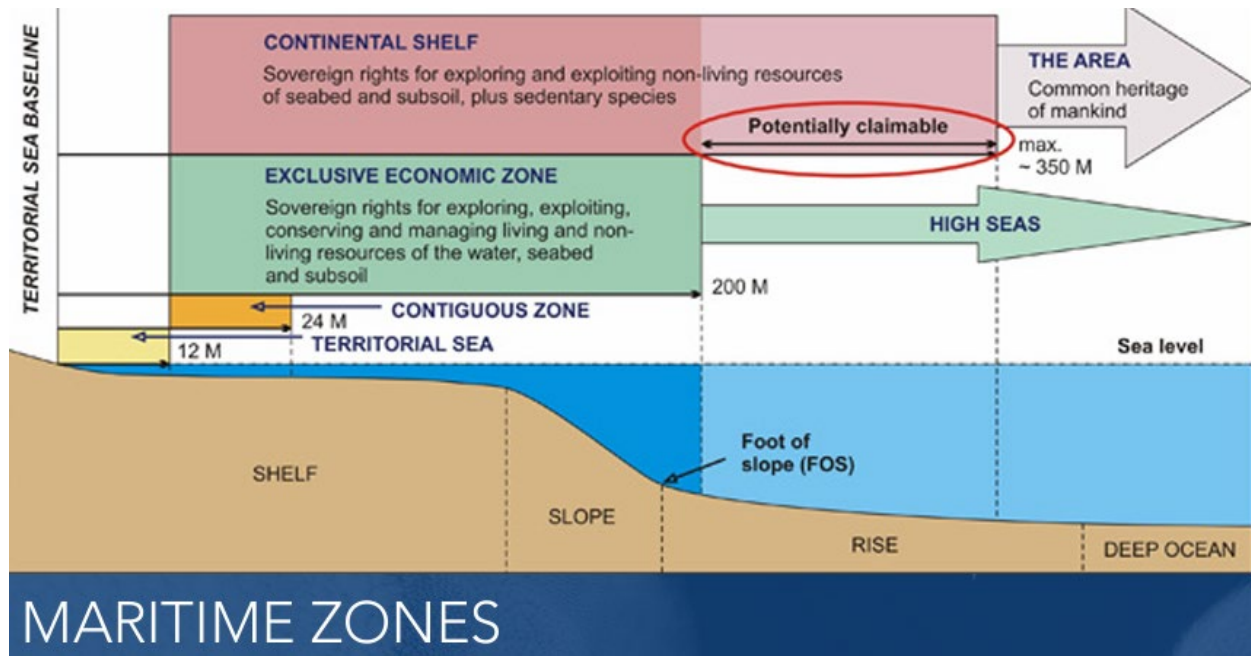 TERRITORIAL SEA BASELINE
CONTINENTAL SHELF
Sovereign rights for exploring and exploiting non-living resources
of seabed and subsoil, plus sedentary species
Potentially claimable
THE AREA
Common heritage
of mankind
max.
~ 350 M
EXCLUSIVE ECONOMIC ZONE
Sovereign rights for exploring, exploiting,
conserving and managing living and non-
living resources of the water, seabed
and subsoil
HIGH SEAS
200 M
CONTIGUOUS ZONE
24 M
TERRITORIAL SEA
12 M
Sea level
Foot of
slope (FOS)
SHELF
SLOPE
RISE
DEEP OCEAN
MARITIME ZONES